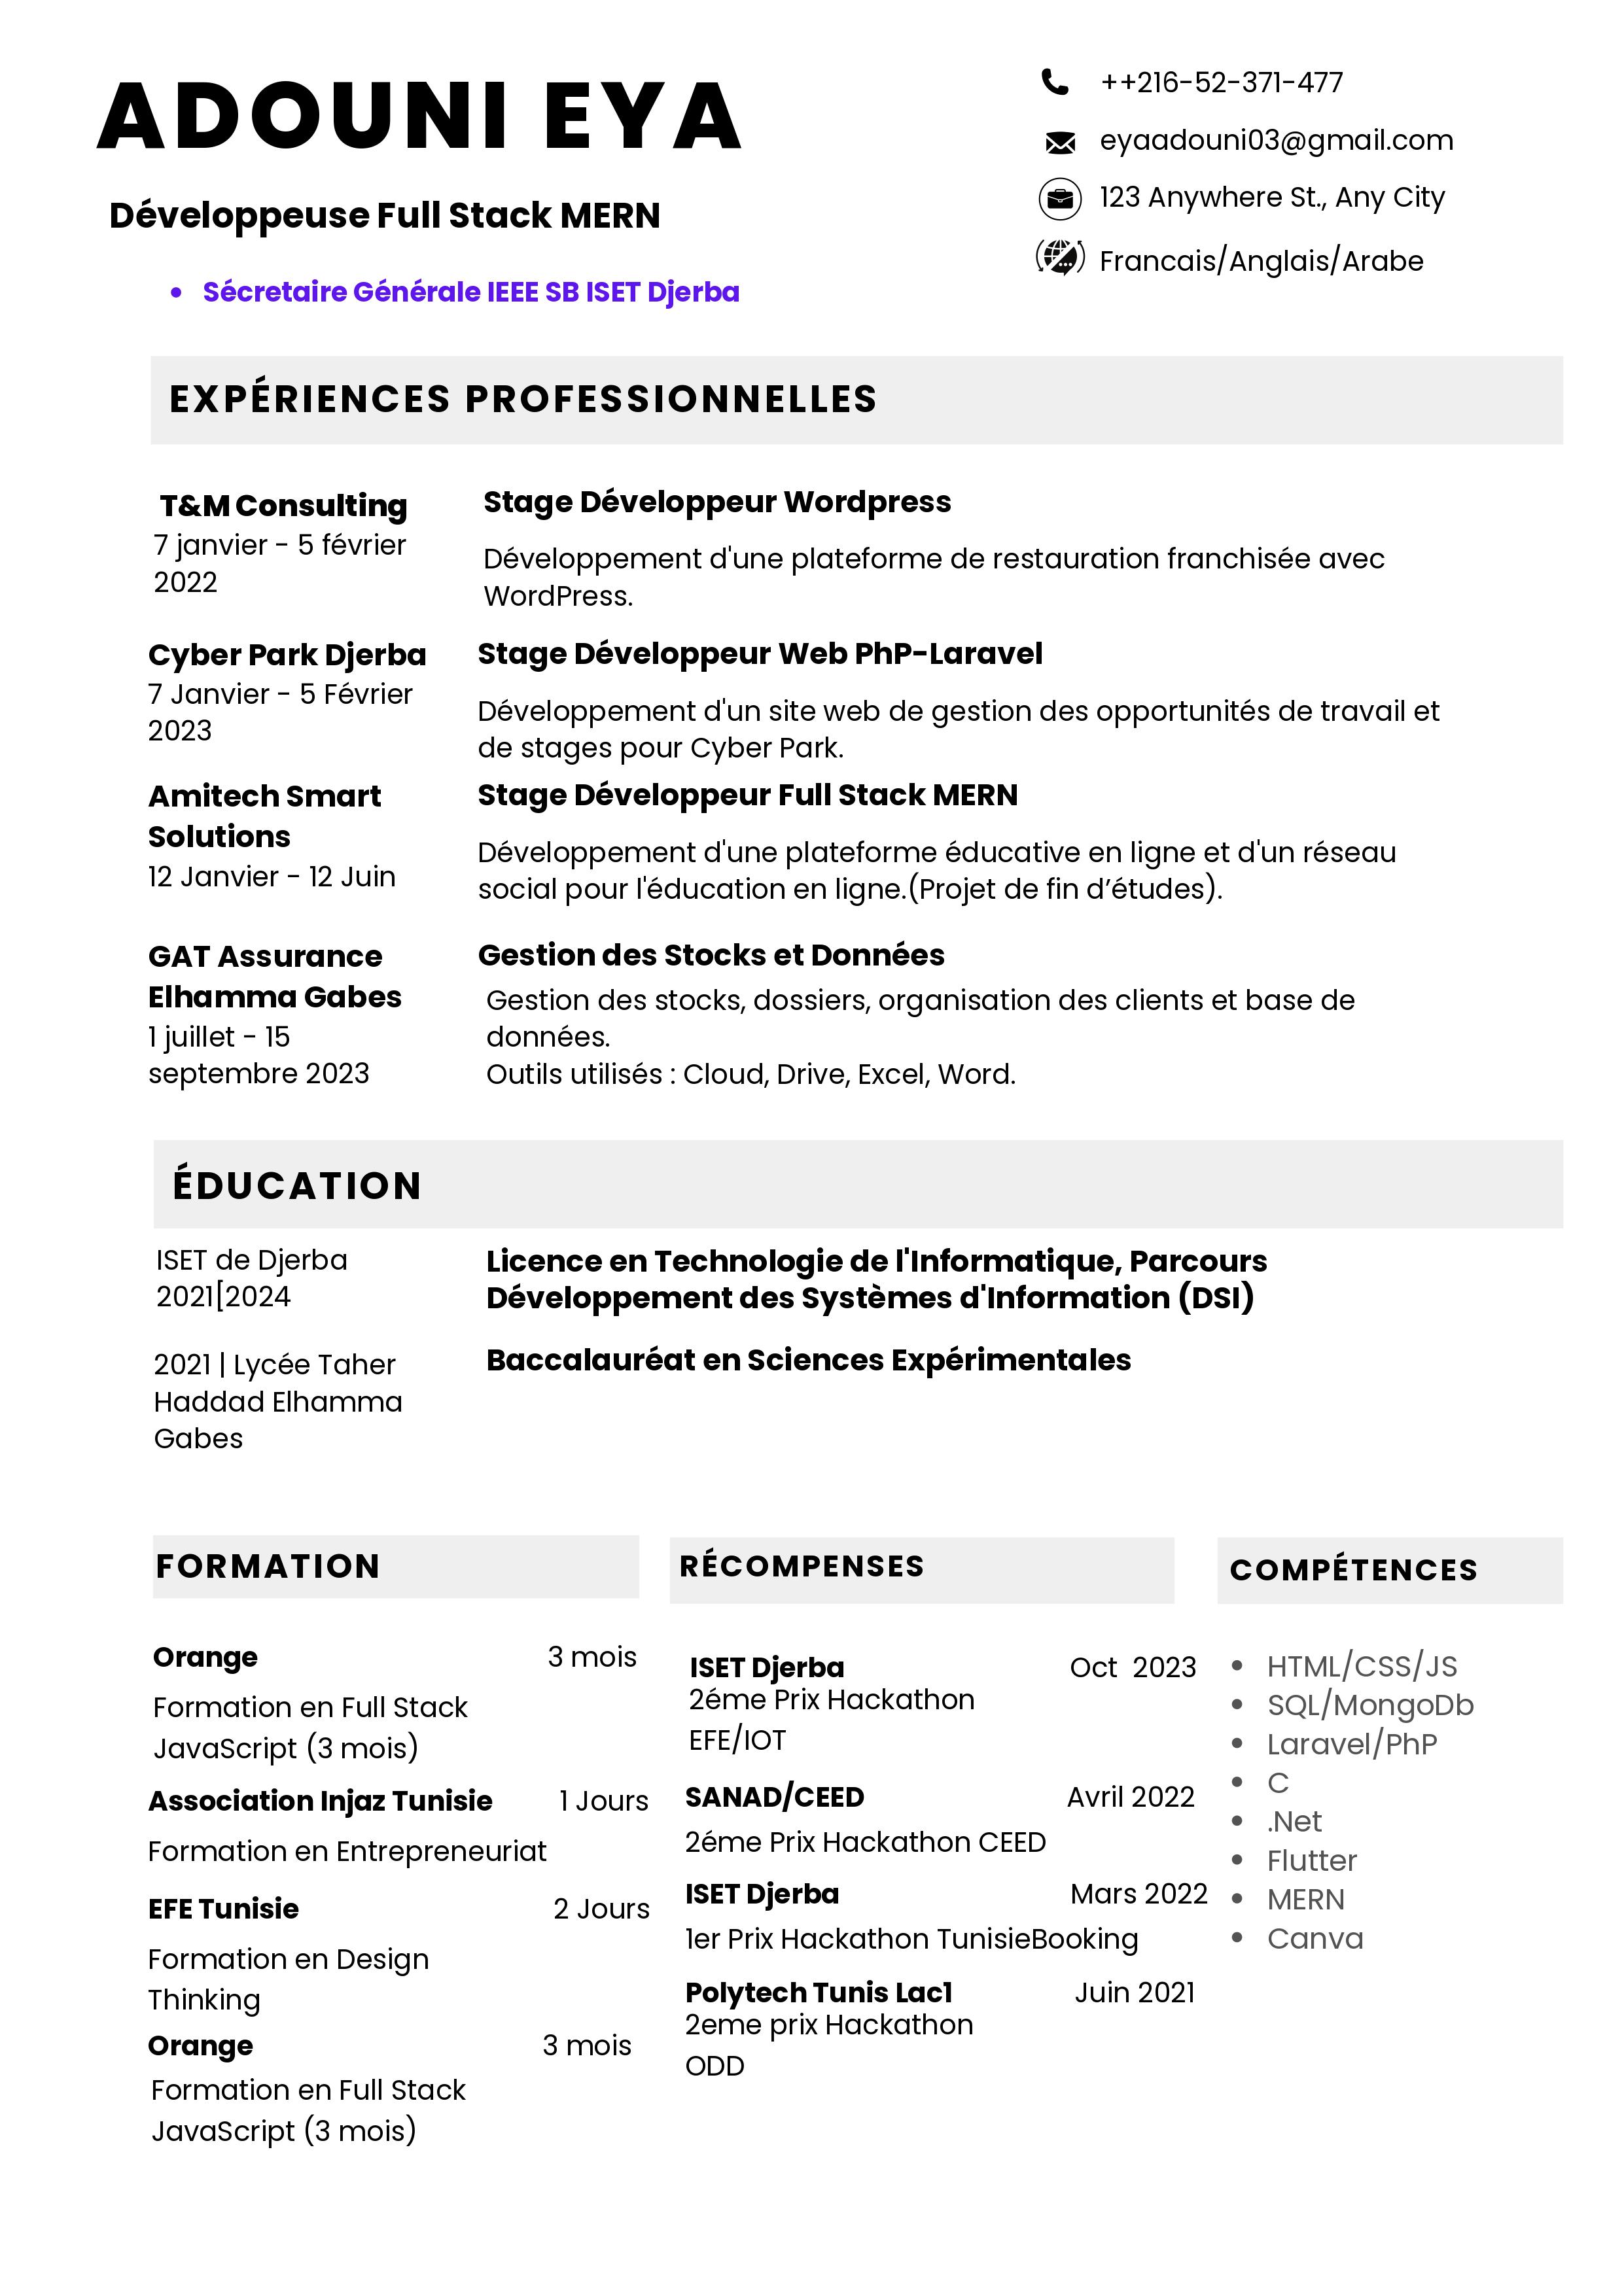 ADOUNI EYA
Développeuse Full Stack MERN
• Sécretaire Générale IEEE SB ISET Djerba
++216-52-371-477
eyaadouni03@gmail.com
123 Anywhere St., Any City
Francais/Anglais/Arabe
EXPÉRIENCES PROFESSIONNELLES
T&M Consulting
7 janvier - 5 février
2022
Stage Développeur Wordpress
Développement d'une plateforme de restauration franchisée avec
WordPress.
Cyber Park Djerba
7 Janvier - 5 Février
2023
Stage Développeur Web PhP-Laravel
Développement d'un site web de gestion des opportunités de travail et
de stages pour Cyber Park.
Amitech Smart
Solutions
12 Janvier - 12 Juin
Stage Développeur Full Stack MERN
Développement d'une plateforme éducative en ligne et d'un réseau
social pour l'éducation en ligne.(Projet de fin d’études).
GAT Assurance
Elhamma Gabes
1 juillet - 15
septembre 2023
Gestion des Stocks et Données
Gestion des stocks, dossiers, organisation des clients et base de
données.
Outils utilisés : Cloud, Drive, Excel, Word.
ÉDUCATION
ISET de Djerba
2021[2024
Licence en Technologie de l'Informatique, Parcours
Développement des Systèmes d'Information (DSI)
2021 | Lycée Taher
Haddad Elhamma
Gabes
Baccalauréat en Sciences Expérimentales
FORMATION
Orange 3 mois
Formation en Full Stack
JavaScript (3 mois)
Association Injaz Tunisie 1 Jours
Formation en Entrepreneuriat
EFE Tunisie 2 Jours
Formation en Design
Thinking
Orange 3 mois
Formation en Full Stack
JavaScript (3 mois)
RÉCOMPENSES
ISET Djerba Oct 2023
2éme Prix Hackathon
EFE/IOT
SANAD/CEED Avril 2022
2éme Prix Hackathon CEED
ISET Djerba Mars 2022
1er Prix Hackathon TunisieBooking
Polytech Tunis Lac1 Juin 2021
2eme prix Hackathon
ODD
COMPÉTENCES
• HTML/CSS/JS
• SQL/MongoDb
• Laravel/PhP
• C
• .Net
• Flutter
• MERN
• Canva